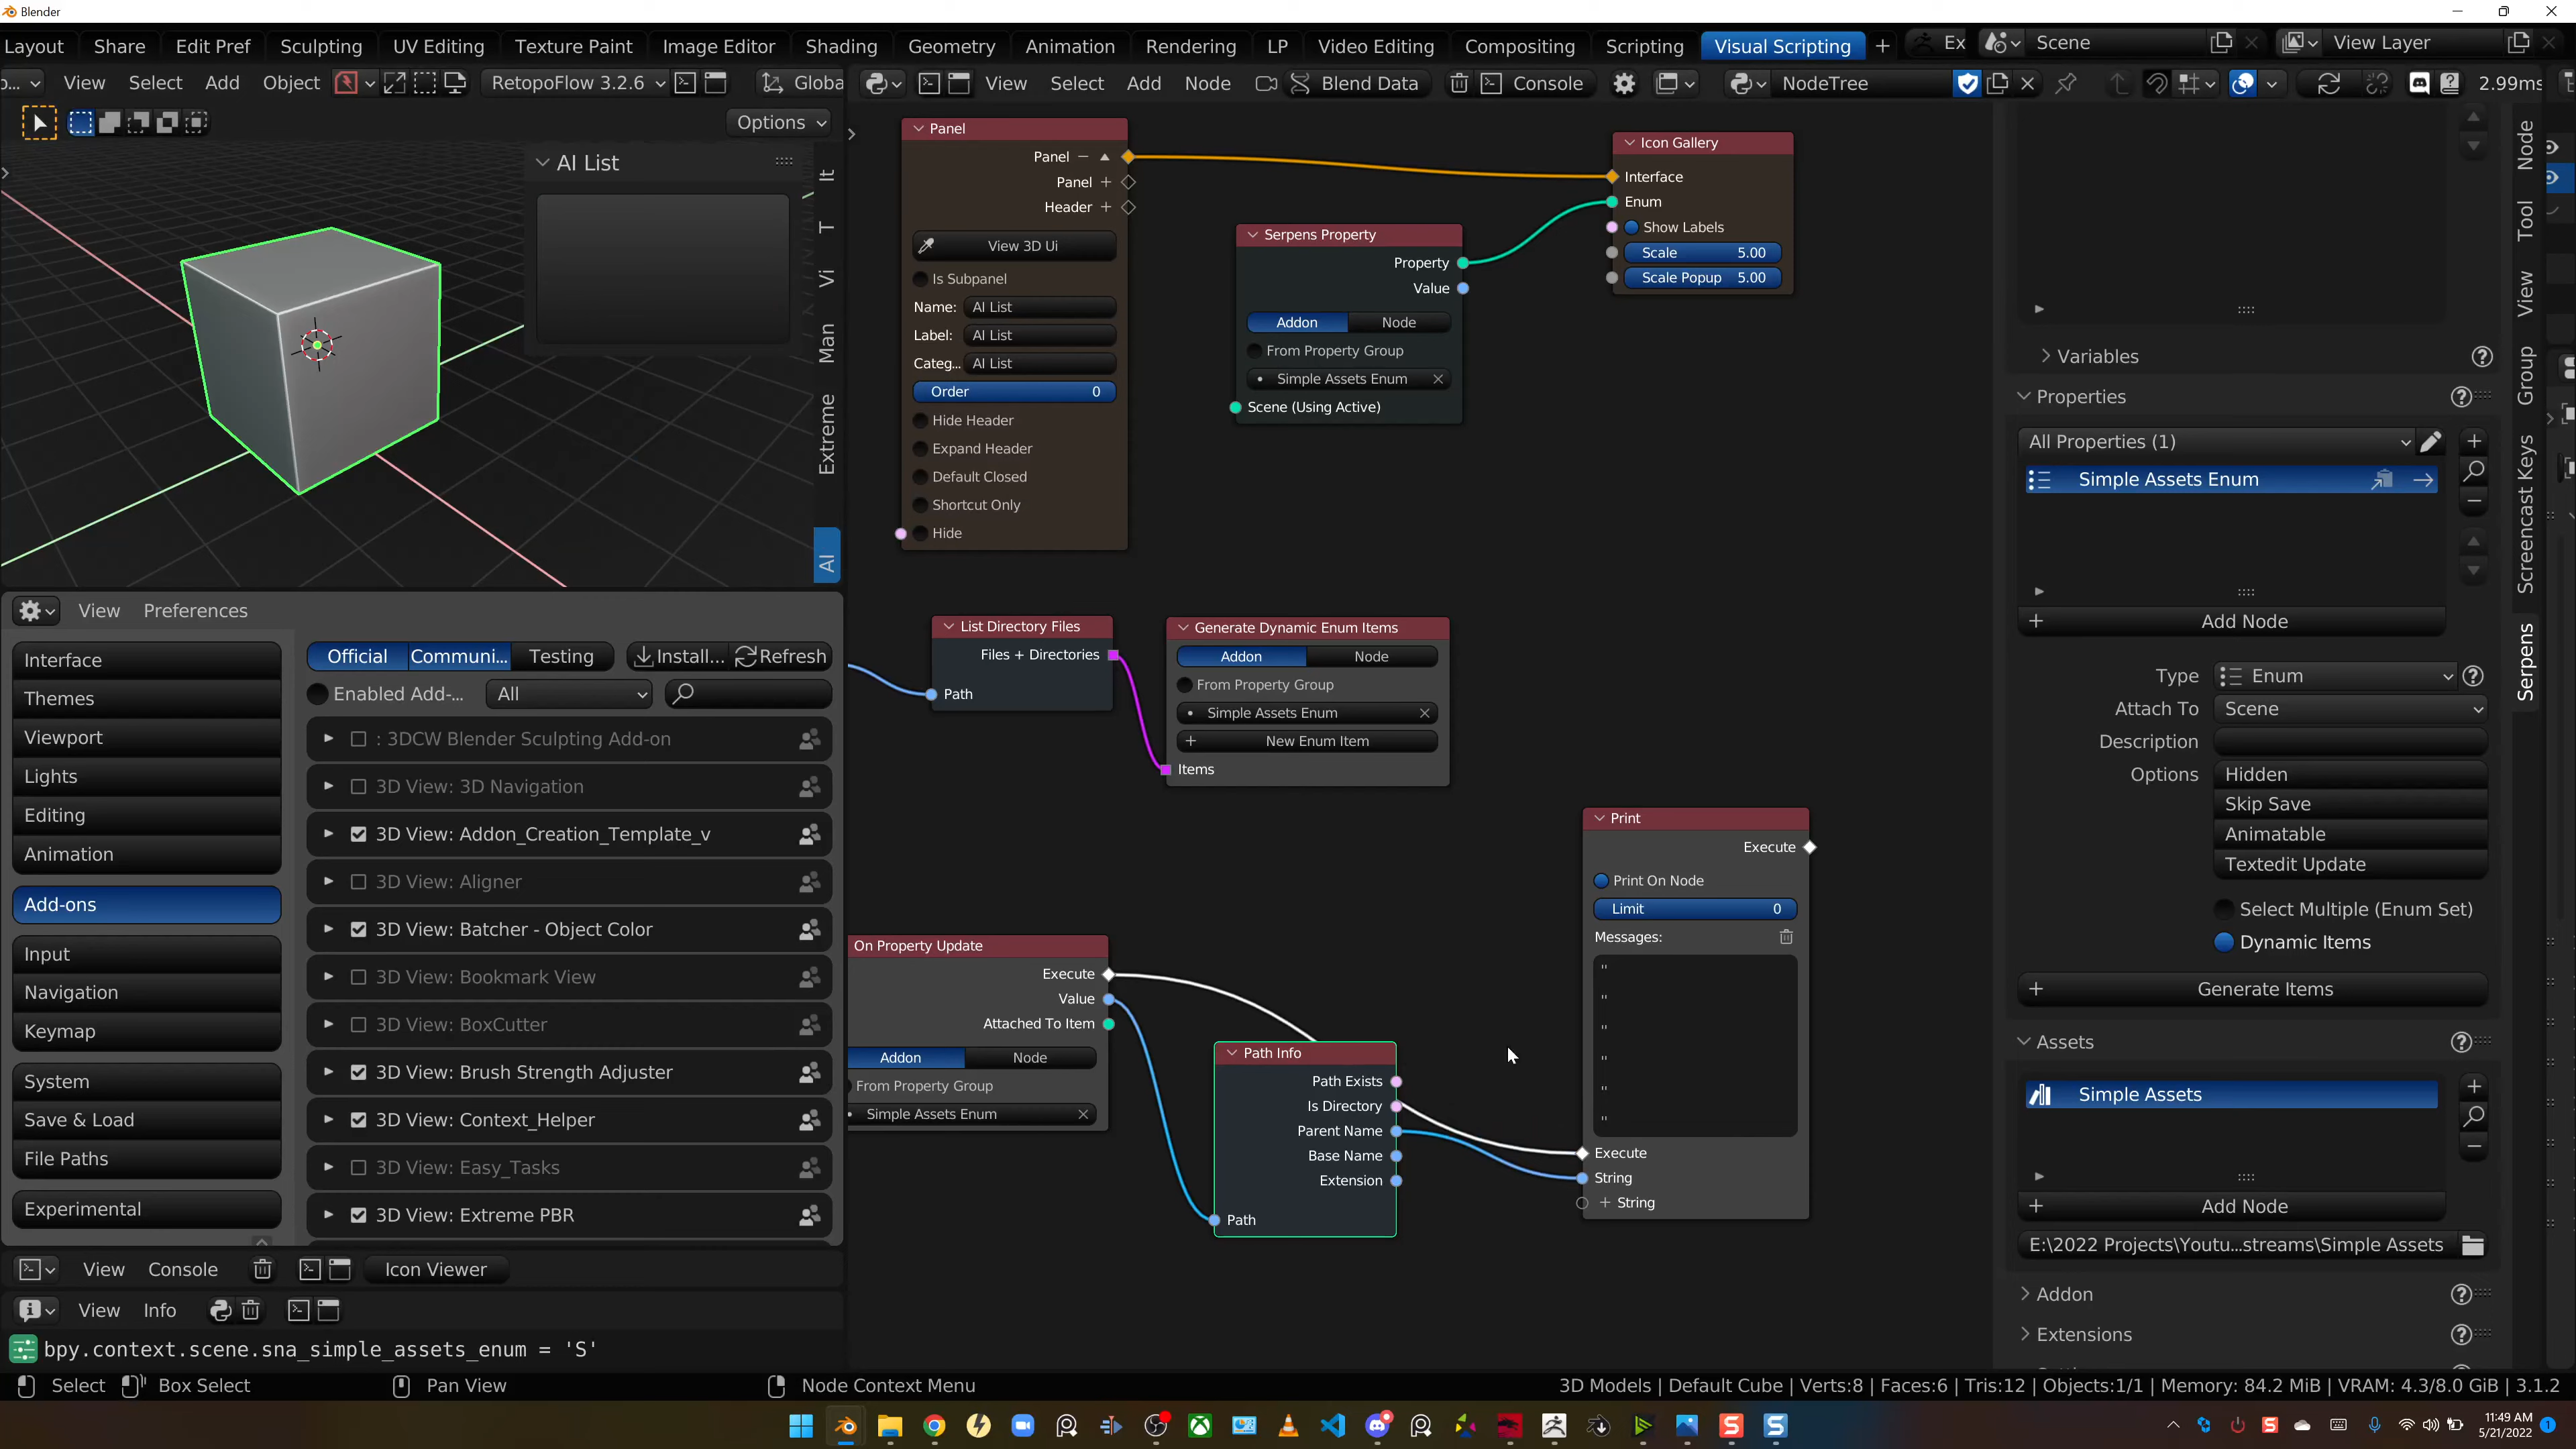 Blender
Layout Share Edit Pref Sculpting UV Editing Texture Paint Image Editor Shading Geometry Animation Rendering LP Video Editing Compositing Scripting Visual Scripting + Ex Scene View Layer
View Select Add Object RetopoFlow 3.2.6 Globa
View Select Add Node Blend Data Console NodeTree 2.99ms
Options
AI List
It
T
Vi
Man
Extreme
AI
Panel
Panel
Panel
Header
View 3D Ui
Is Subpanel
Name: AI List
Label: AI List
Categ... AI List
Order 0
Hide Header
Expand Header
Default Closed
Shortcut Only
Hide
Serpens Property
Property
Value
Addon Node
From Property Group
Simple Assets Enum
Scene (Using Active)
Icon Gallery
Interface
Enum
Show Labels
Scale 5.00
Scale Popup 5.00
List Directory Files
Files + Directories
Path
Generate Dynamic Enum Items
Addon Node
From Property Group
Simple Assets Enum
New Enum Item
Items
On Property Update
Execute
Value
Attached To Item
Addon Node
From Property Group
Simple Assets Enum
Path Info
Path Exists
Is Directory
Parent Name
Base Name
Extension
Path
Print
Execute
Print On Node
Limit 0
Messages:
"
"
"
"
"
"
Execute
String
+ String
Variables
Properties
All Properties (1)
Simple Assets Enum
Add Node
Type Enum
Attach To Scene
Description
Options Hidden
Skip Save
Animatable
Textedit Update
Select Multiple (Enum Set)
Dynamic Items
Generate Items
Assets
Simple Assets
Add Node
E:\2022 Projects\Youtu...streams\Simple Assets
Addon
Extensions
Node
Tool
View
Group
Screencast Keys
Serpens
View Preferences
Interface
Themes
Viewport
Lights
Editing
Animation
Add-ons
Input
Navigation
Keymap
System
Save & Load
File Paths
Experimental
Official Communi... Testing Install... Refresh
Enabled Add-... All
: 3DCW Blender Sculpting Add-on
3D View: 3D Navigation
3D View: Addon_Creation_Template_v
3D View: Aligner
3D View: Batcher - Object Color
3D View: Bookmark View
3D View: BoxCutter
3D View: Brush Strength Adjuster
3D View: Context_Helper
3D View: Easy_Tasks
3D View: Extreme PBR
View Console Icon Viewer
View Info
bpy.context.scene.sna_simple_assets_enum = 'S'
Select Box Select Pan View Node Context Menu
3D Models | Default Cube | Verts:8 | Faces:6 | Tris:12 | Objects:1/1 | Memory: 84.2 MiB | VRAM: 4.3/8.0 GiB | 3.1.2
11:49 AM
5/21/2022